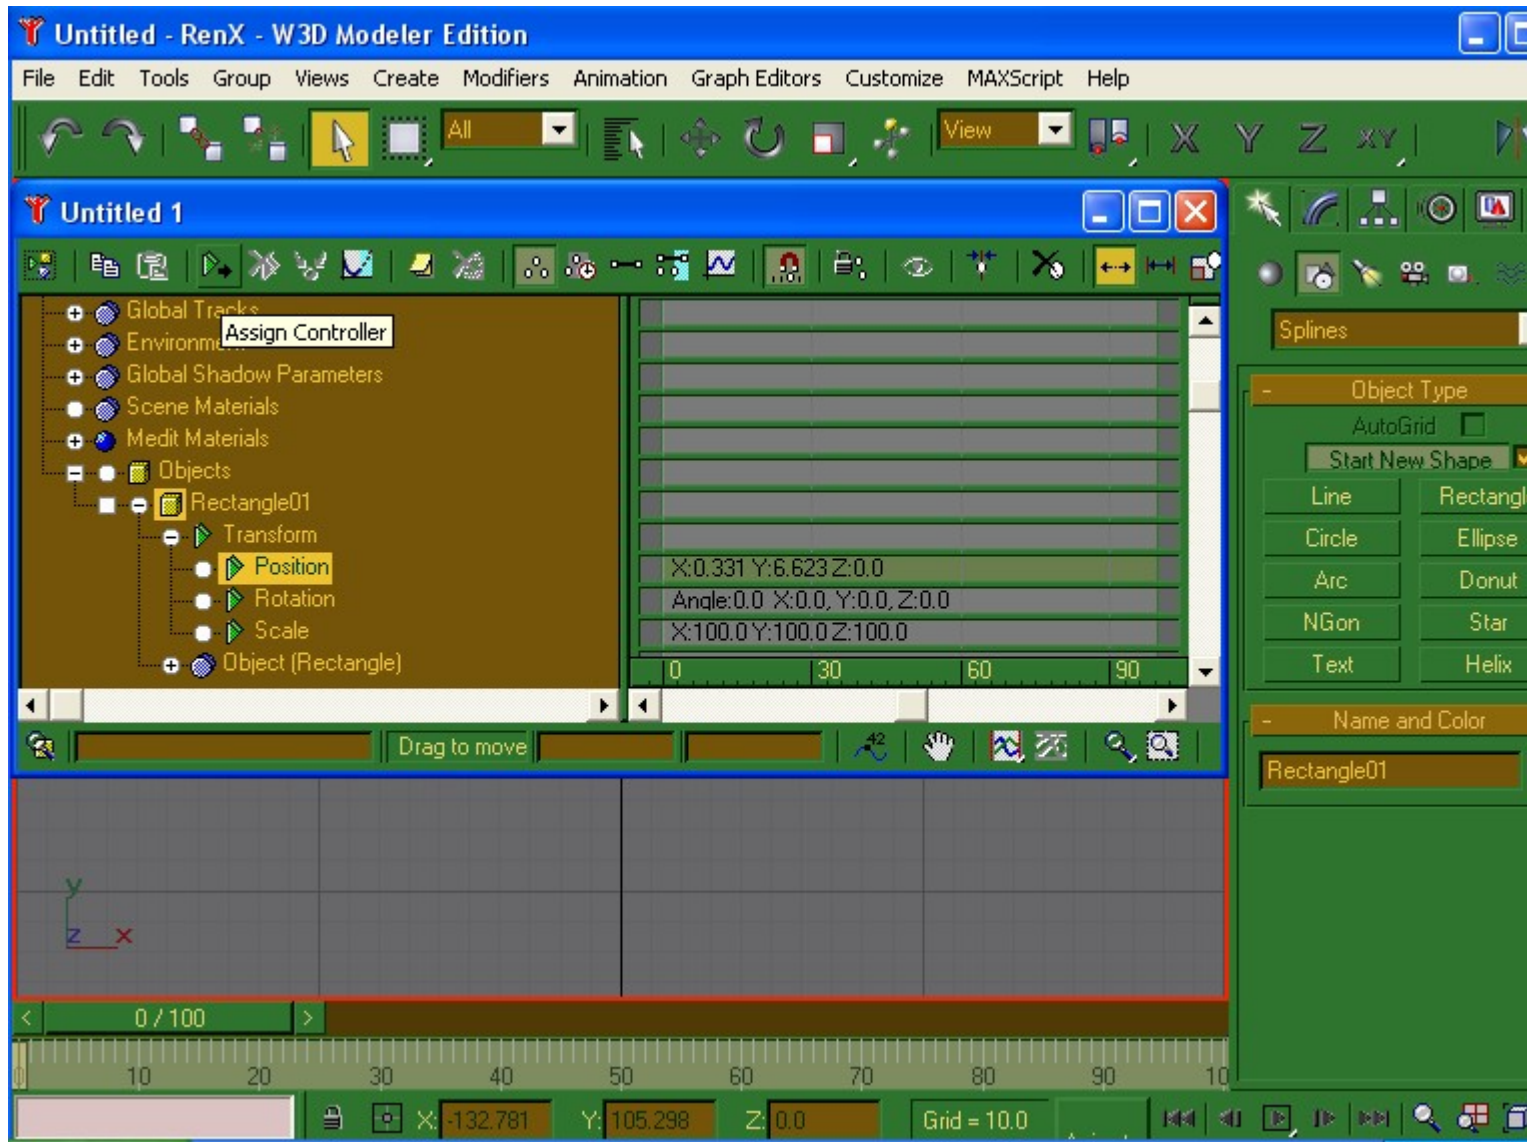 Untitled - RenX - W3D Modeler Edition
File Edit Tools Group Views Create Modifiers Animation Graph Editors Customize MAXScript Help
All View X Y Z XY
Untitled 1
Global Tracks
Assign Controller
Global Shadow Parameters
Scene Materials
Medit Materials
Objects
Rectangle01
Transform
Position X:0.331 Y:6.623 Z:0.0
Rotation Angle:0.0 X:0.0, Y:0.0, Z:0.0
Scale X:100.0 Y:100.0 Z:100.0
Object (Rectangle)
0 30 60 90
Drag to move 42
Splines
- Object Type
AutoGrid
Start New Shape
Line Rectangl
Circle Ellipse
Arc Donut
NGon Star
Text Helix
- Name and Color
Rectangle01
y
z x
< 0 / 100 >
0 10 20 30 40 50 60 70 80 90 10
X: -132.781 Y: 105.298 Z: 0.0 Grid = 10.0